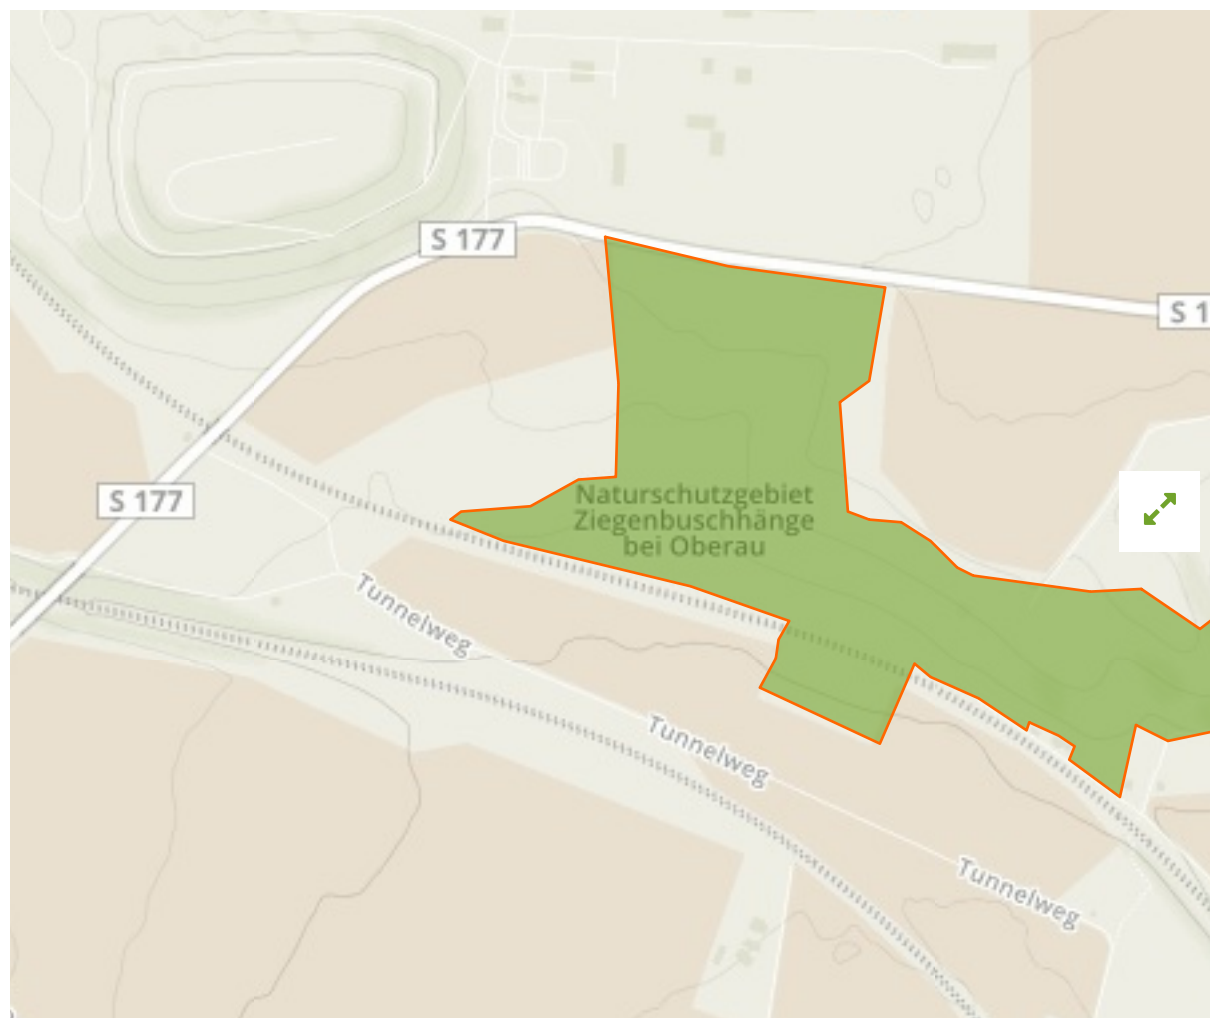 S 177
S 1
Naturschutzgebiet
Ziegenbuschhänge
bei Oberau
S 177
Tunnelweg
Tunnelweg
Tunnelweg